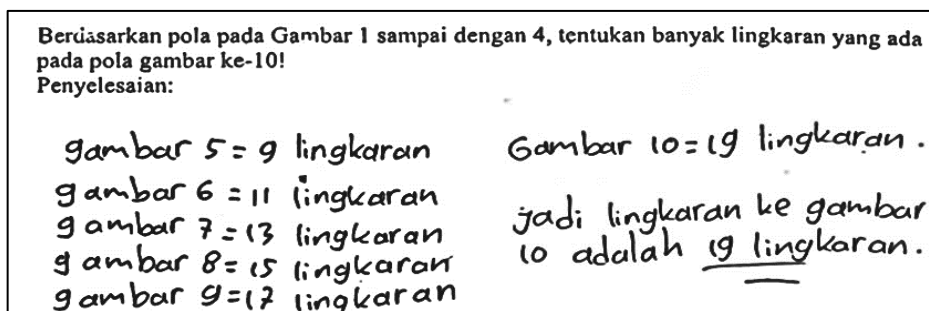 Berdasarkan pola pada Gambar 1 sampai dengan 4, tentukan banyak lingkaran yang ada
pada pola gambar ke-10!
Penyelesaian:
gambar 5 = 9 lingkaran
gambar 6 = 11 lingkaran
gambar 7 = 13 lingkaran
gambar 8 = 15 lingkaran
gambar 9 = 17 lingkaran
Gambar 10 = 19 lingkaran.
jadi lingkaran ke gambar
10 adalah 19 lingkaran.